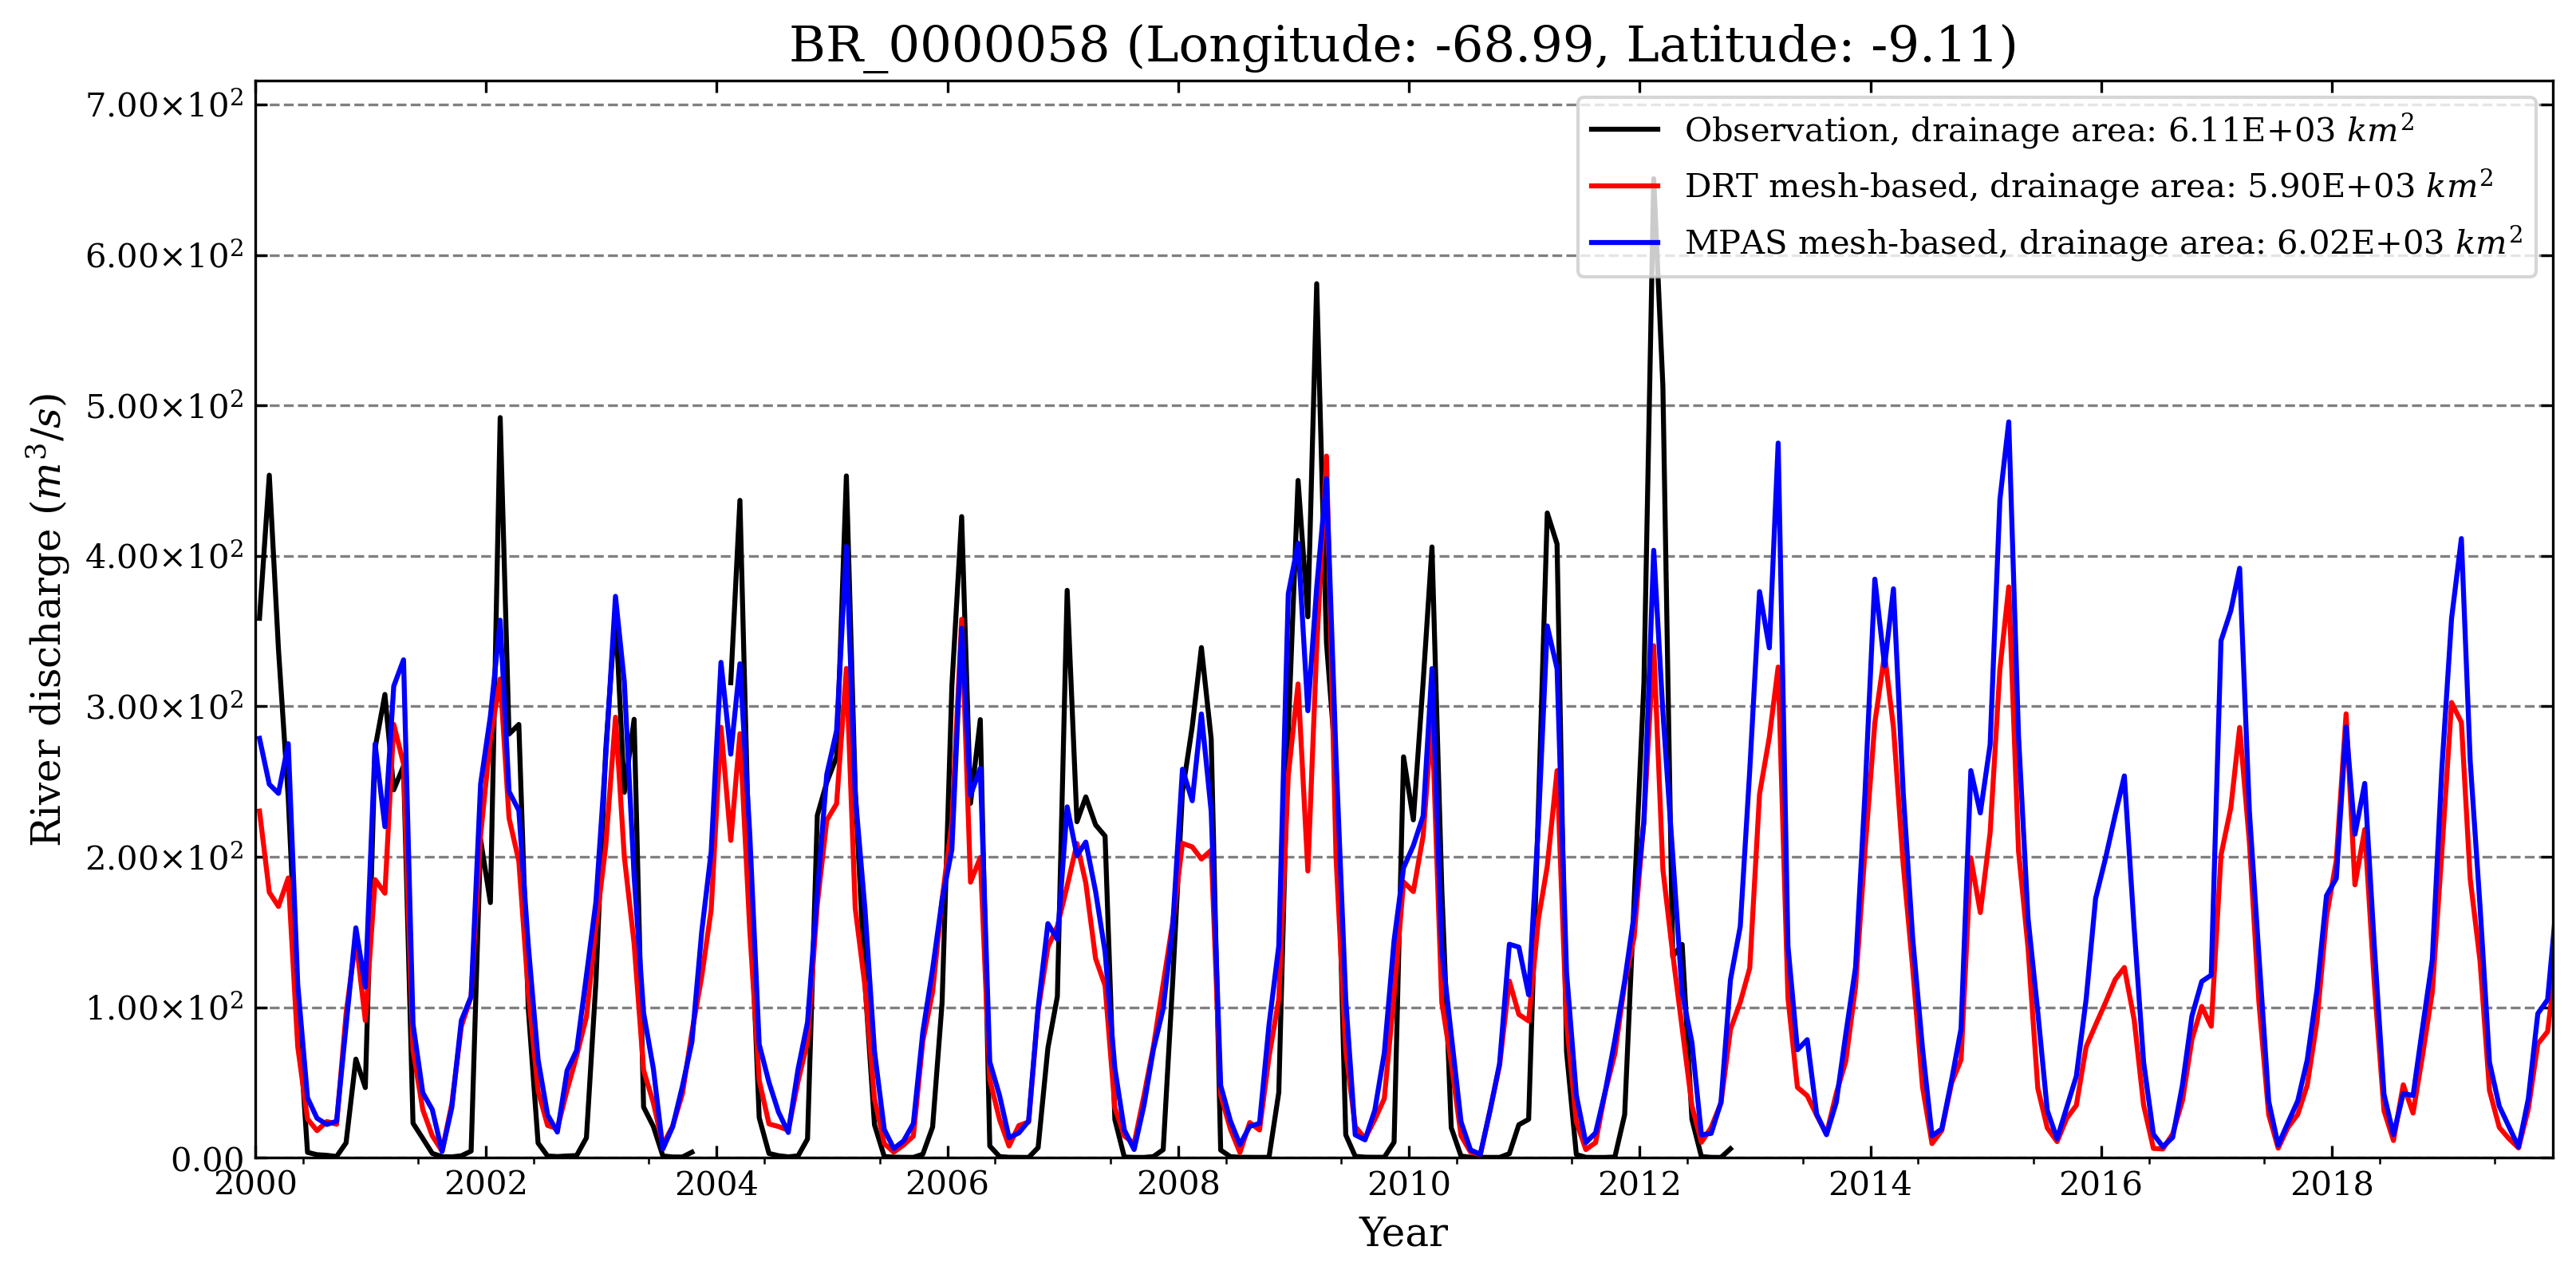 BR_0000058 (Longitude: -68.99, Latitude: -9.11)
7.00×10²
6.00×10²
5.00×10²
4.00×10²
3.00×10²
2.00×10²
1.00×10²
0.00
River discharge (m³/s)
Observation, drainage area: 6.11E+03 km²
DRT mesh-based, drainage area: 5.90E+03 km²
MPAS mesh-based, drainage area: 6.02E+03 km²
2000 2002 2004 2006 2008 2010 2012 2014 2016 2018
Year